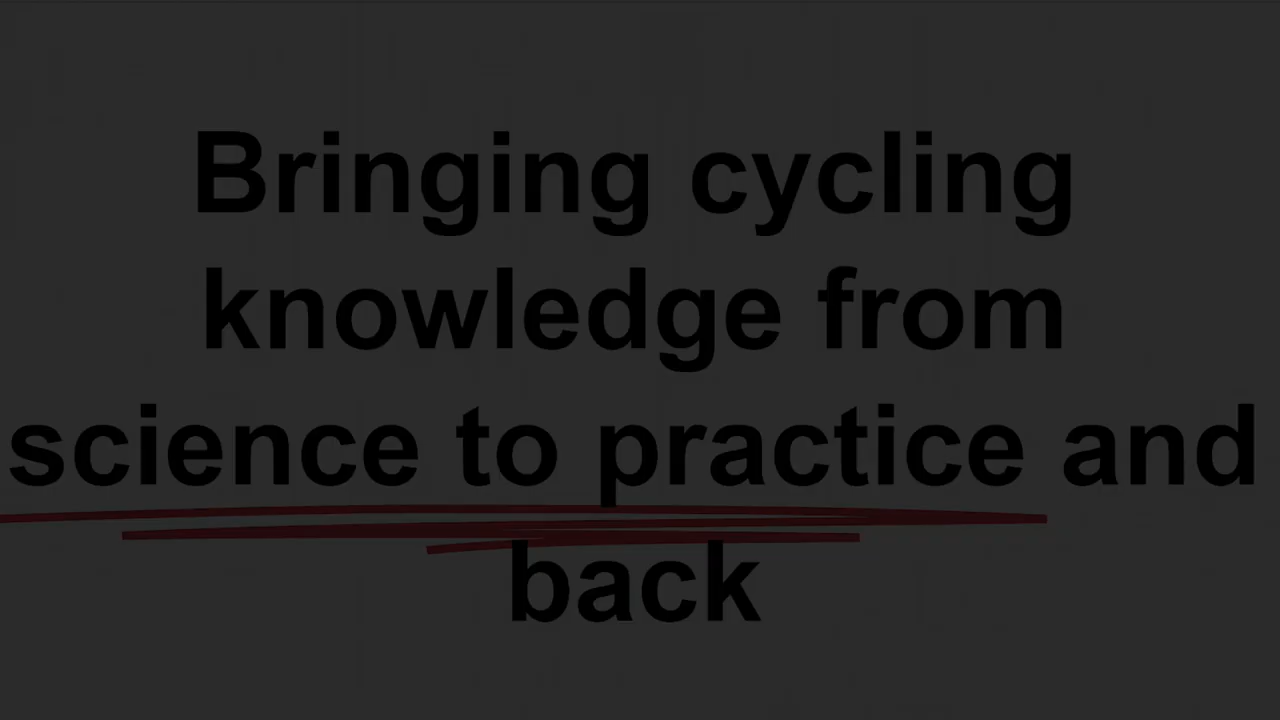 Bringing cycling
knowledge from
science to practice and
back